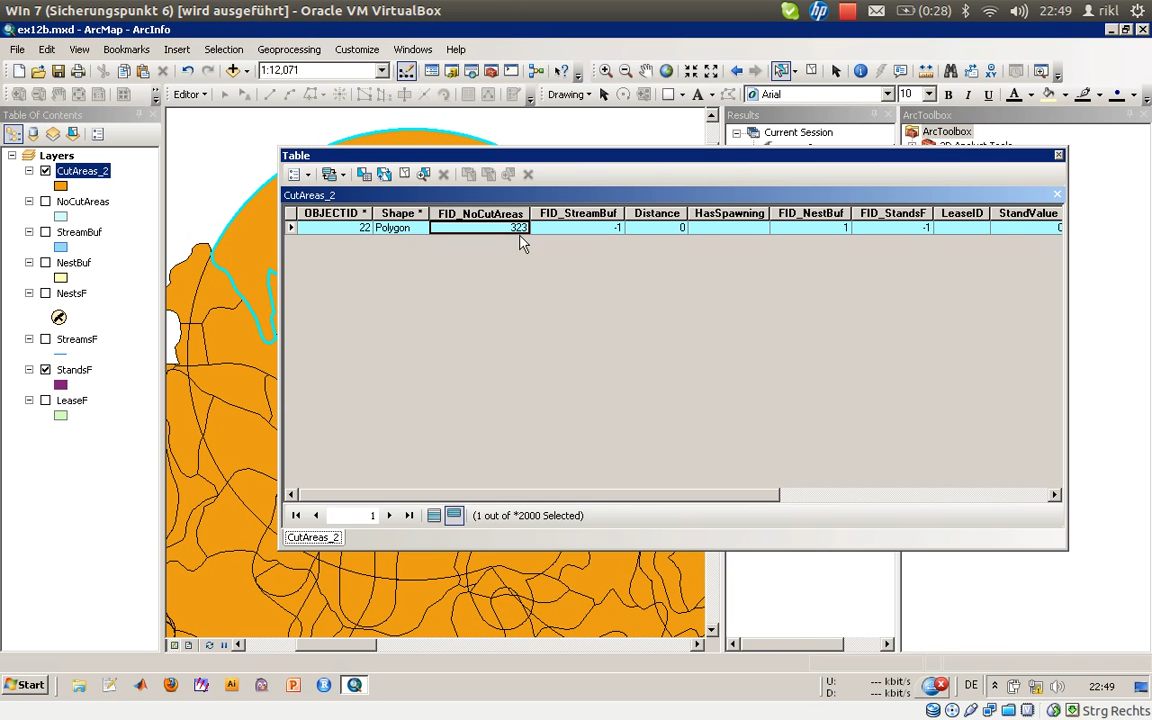 Win 7 (Sicherungspunkt 6) [wird ausgeführt] - Oracle VM VirtualBox
(0:28)
22:49
rikl
ex12b.mxd - ArcMap - ArcInfo
File Edit View Bookmarks Insert Selection Geoprocessing Customize Windows Help
1:12,071
Editor
Drawing
Arial
10
B I U A
Table Of Contents
Layers
CutAreas_2
NoCutAreas
StreamBuf
NestBuf
NestsF
StreamsF
StandsF
LeaseF
Results
Current Session
ArcToolbox
ArcToolbox
Table
CutAreas_2
OBJECTID * Shape * FID_NoCutAreas FID_StreamBuf Distance HasSpawning FID_NestBuf FID_StandsF LeaseID StandValue
22 Polygon 323 -1 0 1 -1 0
1 (1 out of *2000 Selected)
CutAreas_2
Start
U: --- kBit/s
D: --- kBit/s
DE
22:49
Strg Rechts